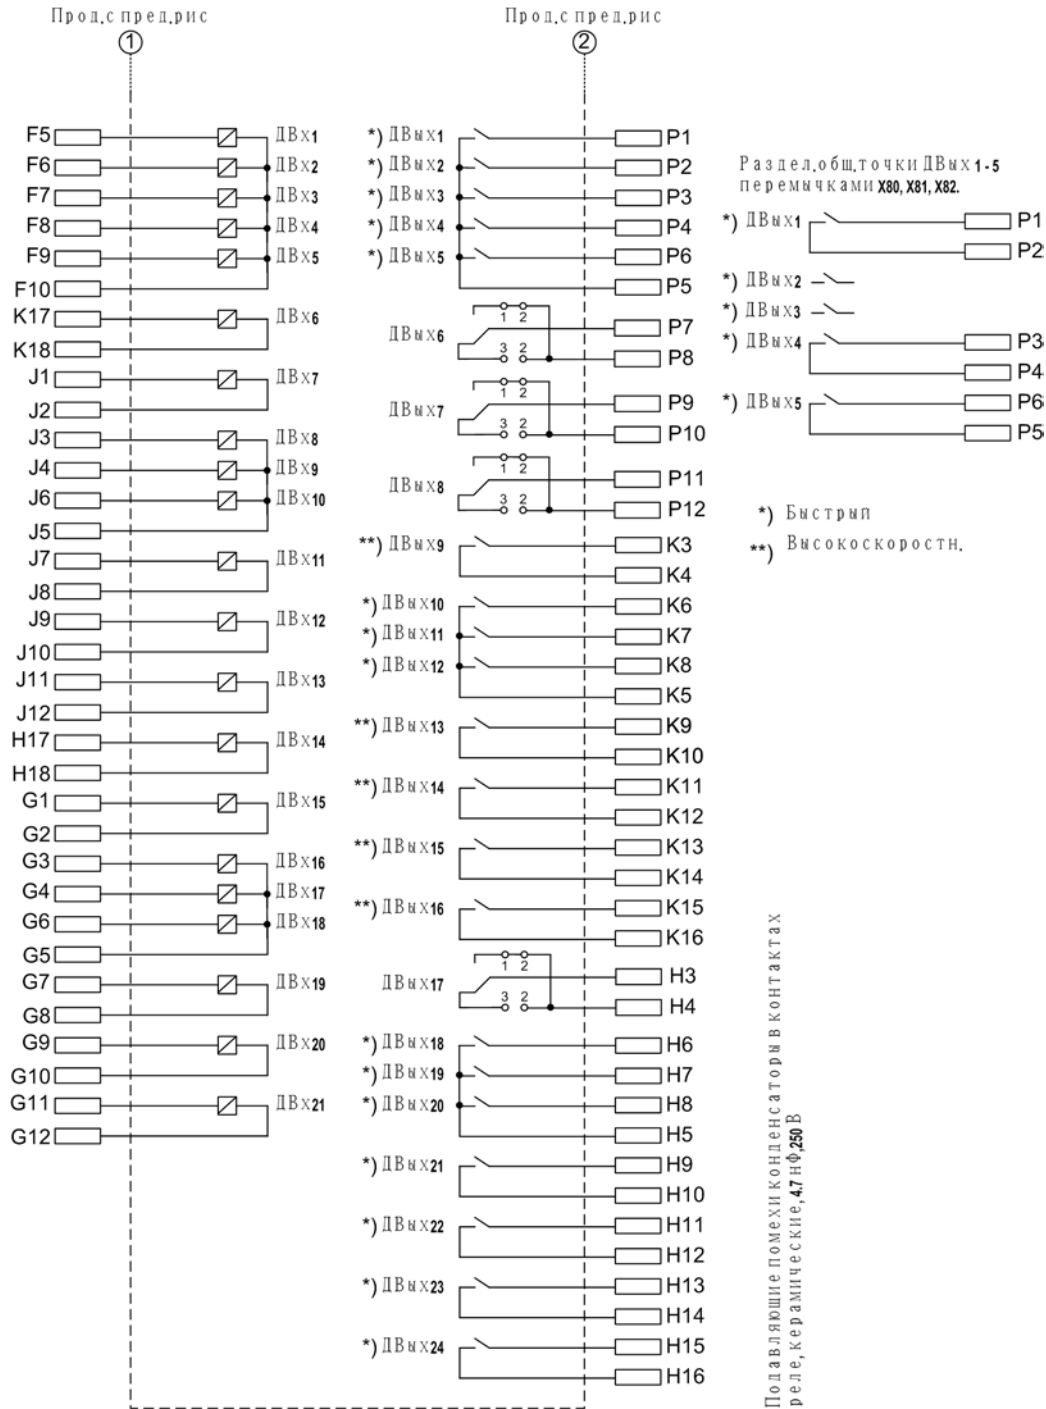 Прод.с пред.рис
1
Прод.с пред.рис
2
F5 ДВх1
F6 ДВх2
F7 ДВх3
F8 ДВх4
F9 ДВх5
F10
K17 ДВх6
K18
J1 ДВх7
J2
J3 ДВх8
J4 ДВх9
J6 ДВх10
J5
J7 ДВх11
J8
J9 ДВх12
J10
J11 ДВх13
J12
H17 ДВх14
H18
G1 ДВх15
G2
G3 ДВх16
G4 ДВх17
G6 ДВх18
G5
G7 ДВх19
G8
G9 ДВх20
G10
G11 ДВх21
G12
*) ДВых1 P1
*) ДВых2 P2
*) ДВых3 P3
*) ДВых4 P4
*) ДВых5 P6
P5
1 2
ДВых6 P7
3 2
P8
1 2
ДВых7 P9
3 2
P10
1 2
ДВых8 P11
3 2
P12
**) ДВых9 K3
K4
*) ДВых10 K6
*) ДВых11 K7
*) ДВых12 K8
K5
**) ДВых13 K9
K10
**) ДВых14 K11
K12
**) ДВых15 K13
K14
**) ДВых16 K15
K16
1 2
ДВых17 H3
3 2
H4
*) ДВых18 H6
*) ДВых19 H7
*) ДВых20 H8
H5
*) ДВых21 H9
H10
*) ДВых22 H11
H12
*) ДВых23 H13
H14
*) ДВых24 H15
H16
Раздел.общ.точки ДВых 1-5
перемычками X80, X81, X82.
*) ДВых1 P1
P2
*) ДВых2
*) ДВых3
*) ДВых4 P3
P4
*) ДВых5 P6
P5
*) Быстрый
**) Высокоскоростн.
Подавляющие помехи конденсаторы в контактах
реле, керамические, 4.7 нФ,250 В